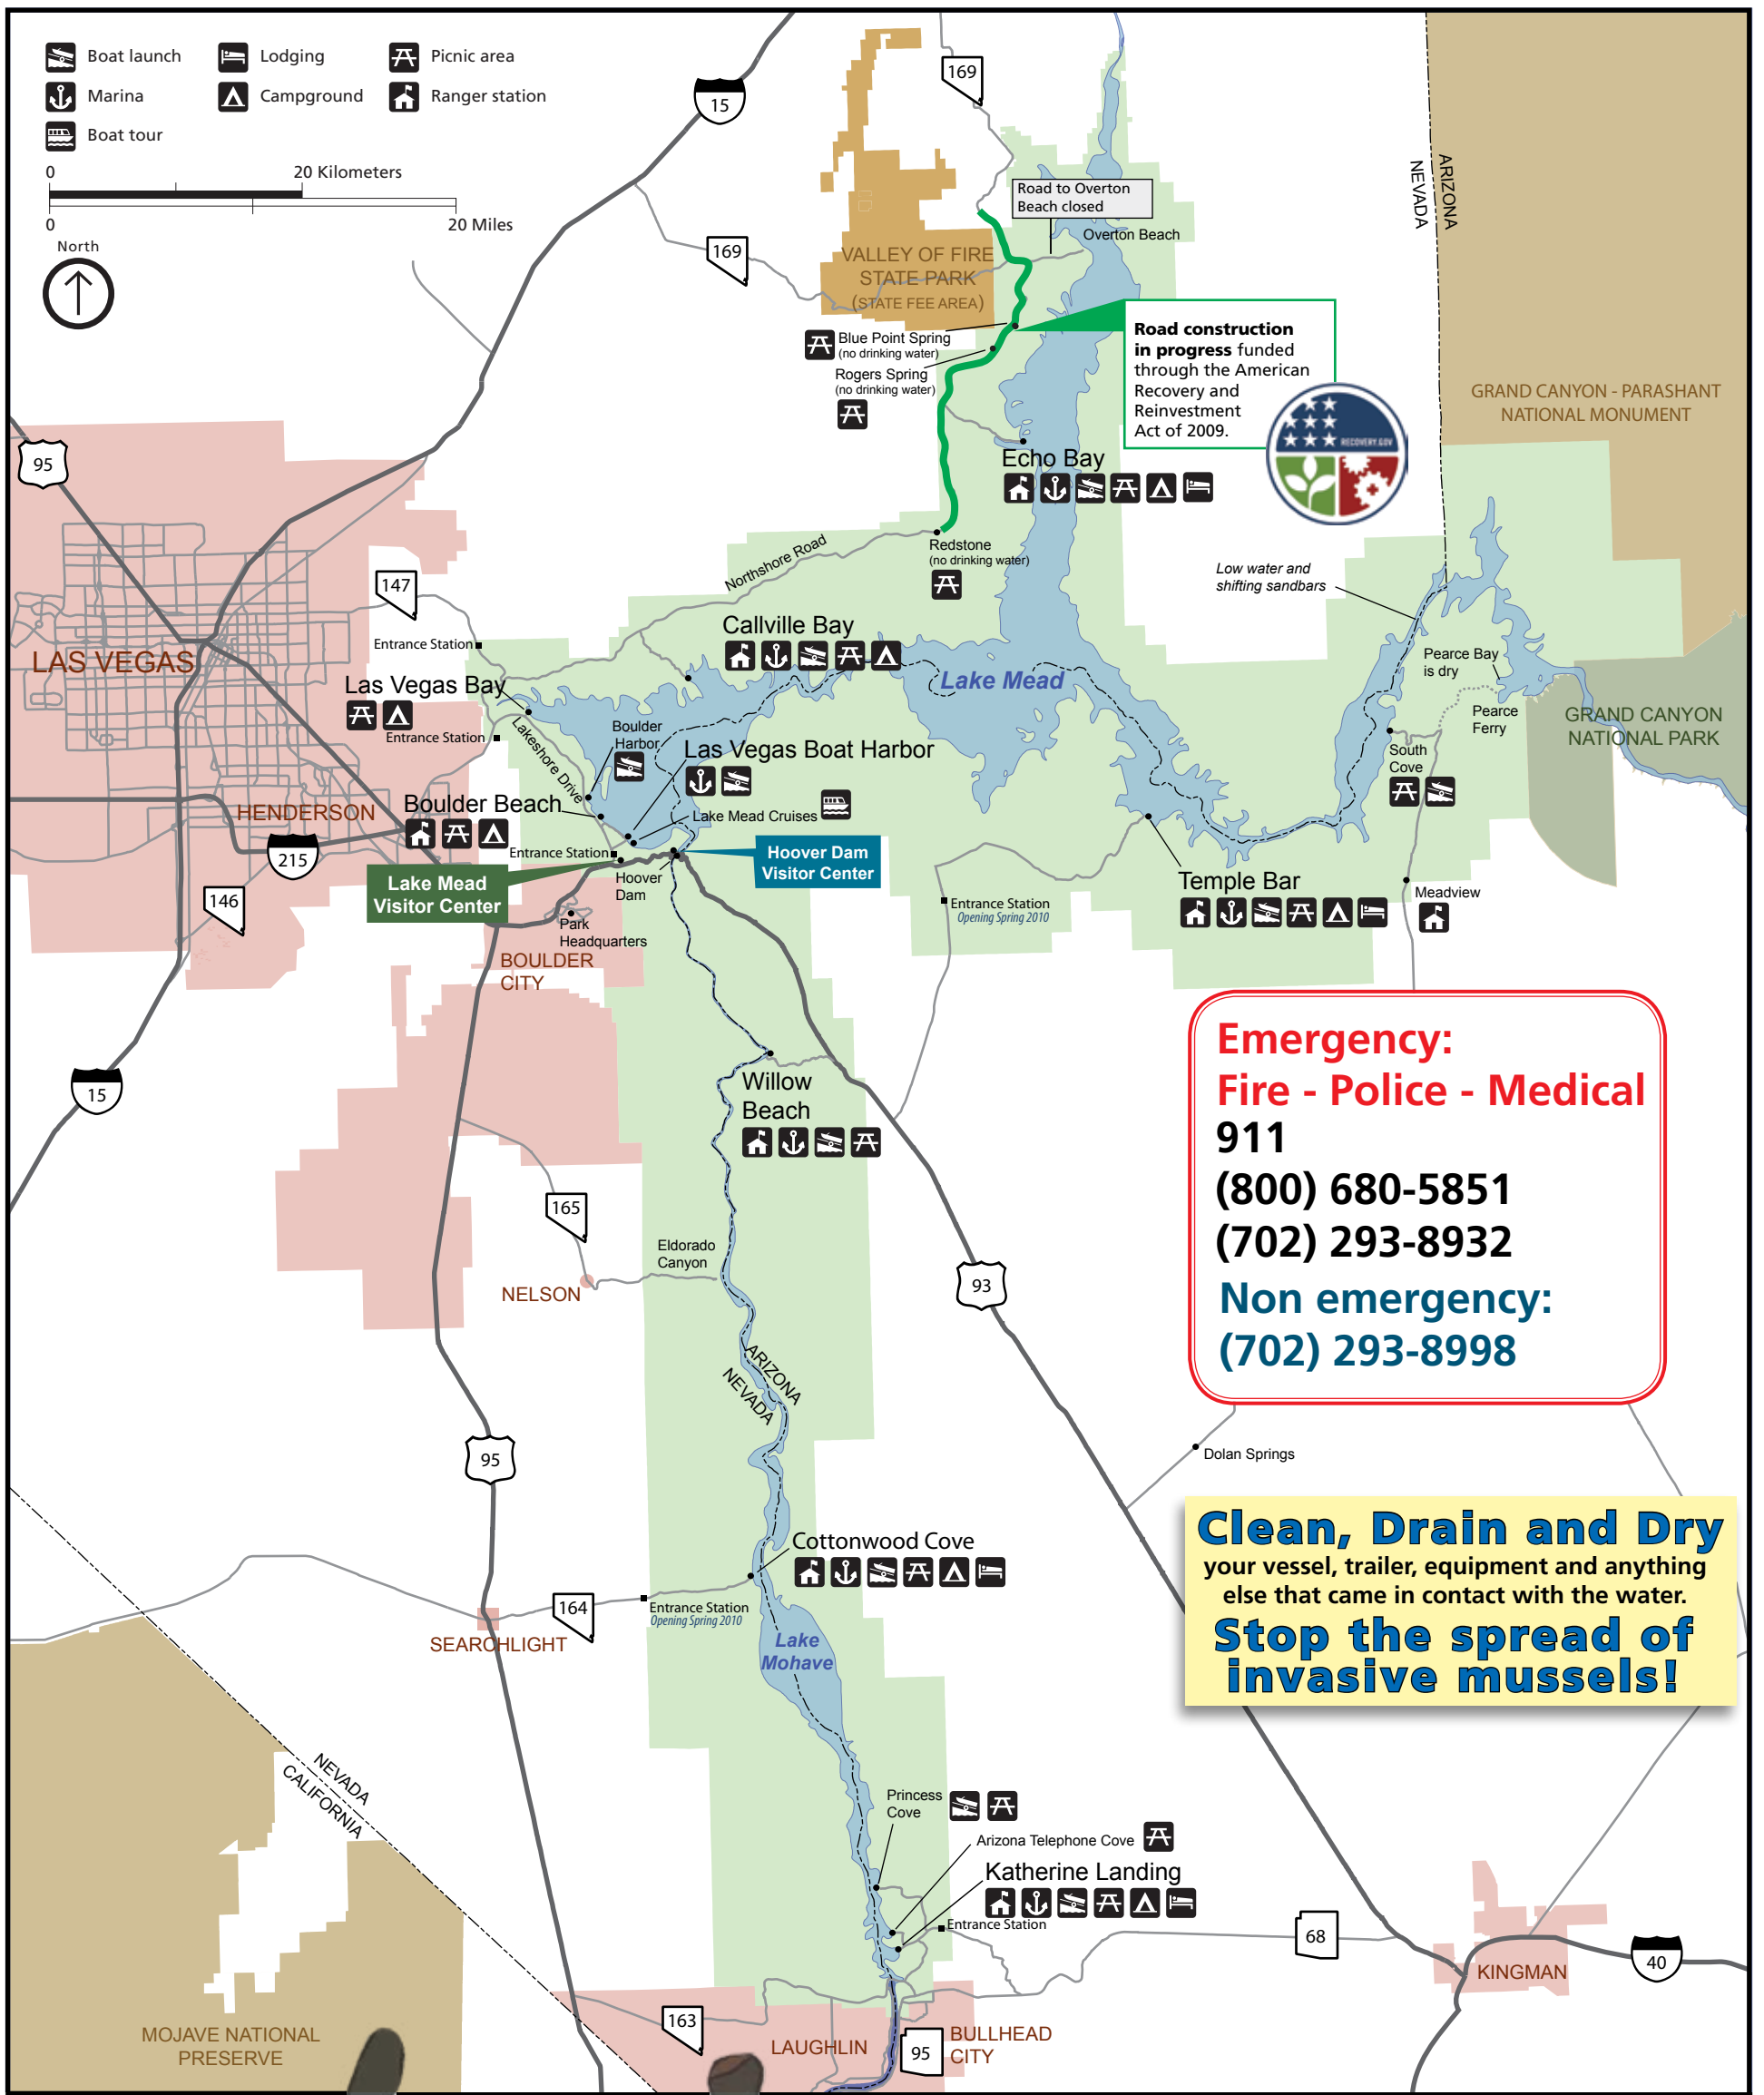 Boat launch
Lodging
Picnic area
Marina
Campground
Ranger station
Boat tour
0
20 Kilometers
0
20 Miles
North
15
169
169
ARIZONA
NEVADA
Road to Overton
Beach closed
Overton Beach
VALLEY OF FIRE
STATE PARK
(STATE FEE AREA)
Blue Point Spring
(no drinking water)
Rogers Spring
(no drinking water)
Road construction
in progress funded
through the American
Recovery and
Reinvestment
Act of 2009.
RECOVERY.GOV
GRAND CANYON - PARASHANT
NATIONAL MONUMENT
95
Echo Bay
Northshore Road
Redstone
(no drinking water)
Low water and
shifting sandbars
147
Entrance Station
Callville Bay
LAS VEGAS
Las Vegas Bay
Lake Mead
Pearce Bay
is dry
Pearce
Ferry
GRAND CANYON
NATIONAL PARK
Entrance Station
Lakeshore Drive
Boulder
Harbor
Las Vegas Boat Harbor
South
Cove
HENDERSON
Boulder Beach
Lake Mead Cruises
215
Entrance Station
Hoover Dam
Visitor Center
Lake Mead
Visitor Center
Hoover
Dam
146
Park
Headquarters
BOULDER
CITY
Entrance Station
Opening Spring 2010
Temple Bar
Meadview
15
Willow
Beach
Emergency:
Fire - Police - Medical
911
(800) 680-5851
(702) 293-8932
Non emergency:
(702) 293-8998
165
Eldorado
Canyon
NELSON
93
ARIZONA
NEVADA
95
Dolan Springs
Cottonwood Cove
164
Entrance Station
Opening Spring 2010
SEARCHLIGHT
Lake
Mohave
Clean, Drain and Dry
your vessel, trailer, equipment and anything
else that came in contact with the water.
Stop the spread of
invasive mussels!
NEVADA
CALIFORNIA
Princess
Cove
Arizona Telephone Cove
Katherine Landing
Entrance Station
68
40
KINGMAN
MOJAVE NATIONAL
PRESERVE
163
LAUGHLIN
95
BULLHEAD
CITY